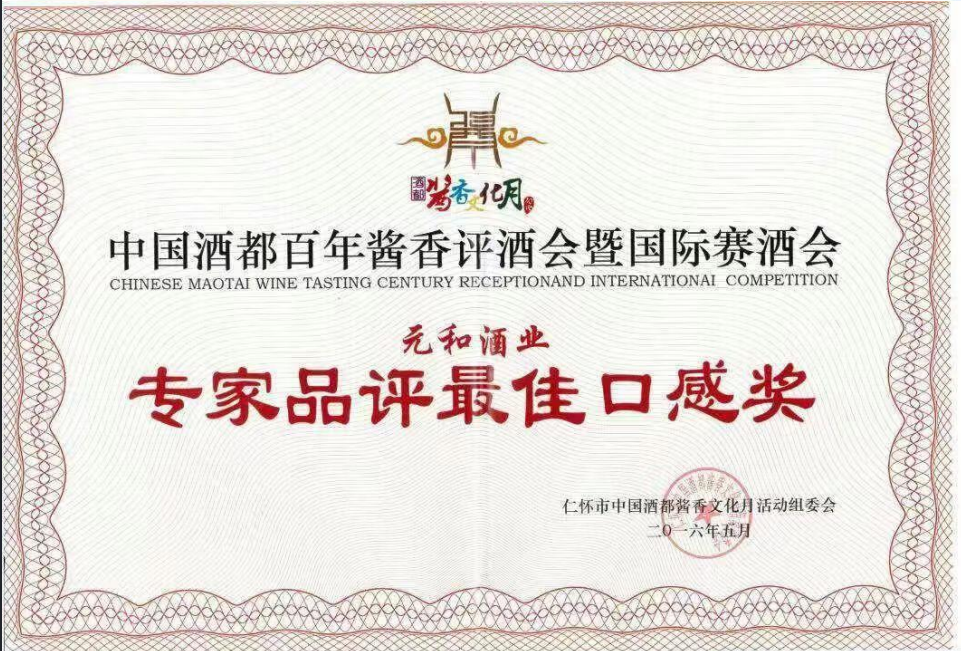 酒都
酱香文化月
中国酒都百年酱香评酒会暨国际赛酒会
CHINESE MAOTAI WINE TASTING CENTURY RECEPTIONAND INTERNATIONAI COMPETITION
元和酒业
专家品评最佳口感奖
仁怀市中国酒都酱香文化月活动组委会
二0一六年五月